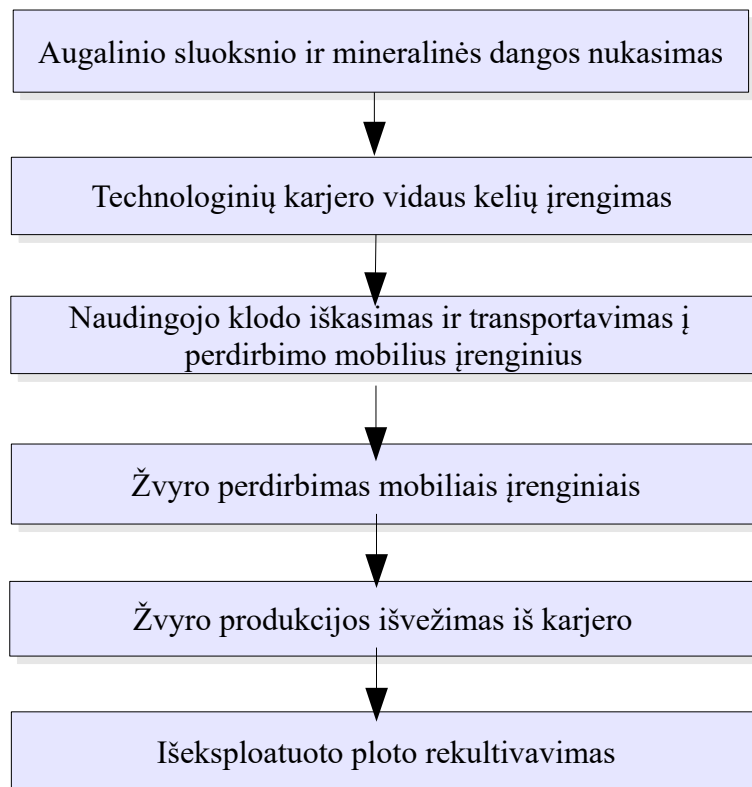 Augalinio sluoksnio ir mineralinės dangos nukasimas
Technologinių karjero vidaus kelių įrengimas
Naudingojo klodo iškasimas ir transportavimas į
perdirbimo mobilius įrenginius
Žvyro perdirbimas mobiliais įrenginiais
Žvyro produkcijos išvežimas iš karjero
Išeksploatuoto ploto rekultivavimas